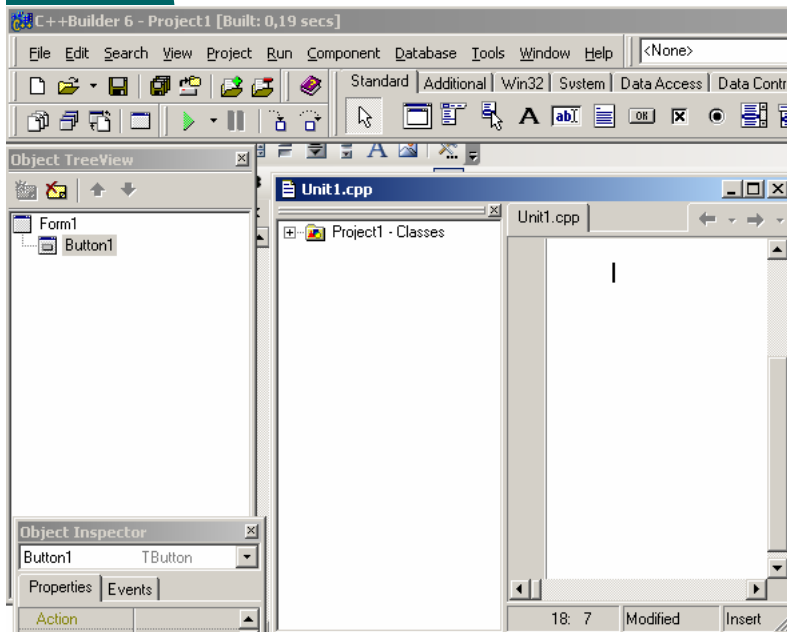 C++Builder 6 - Project1 [Built: 0,19 secs]
File Edit Search View Project Run Component Database Tools Window Help <None>
Standard Additional Win32 System Data Access Data Contr
A ab OK
Object TreeView
Form1
Button1
Unit1.cpp
Project1 - Classes
Unit1.cpp
Object Inspector
Button1 TButton
Properties Events
Action
18: 7 Modified Insert